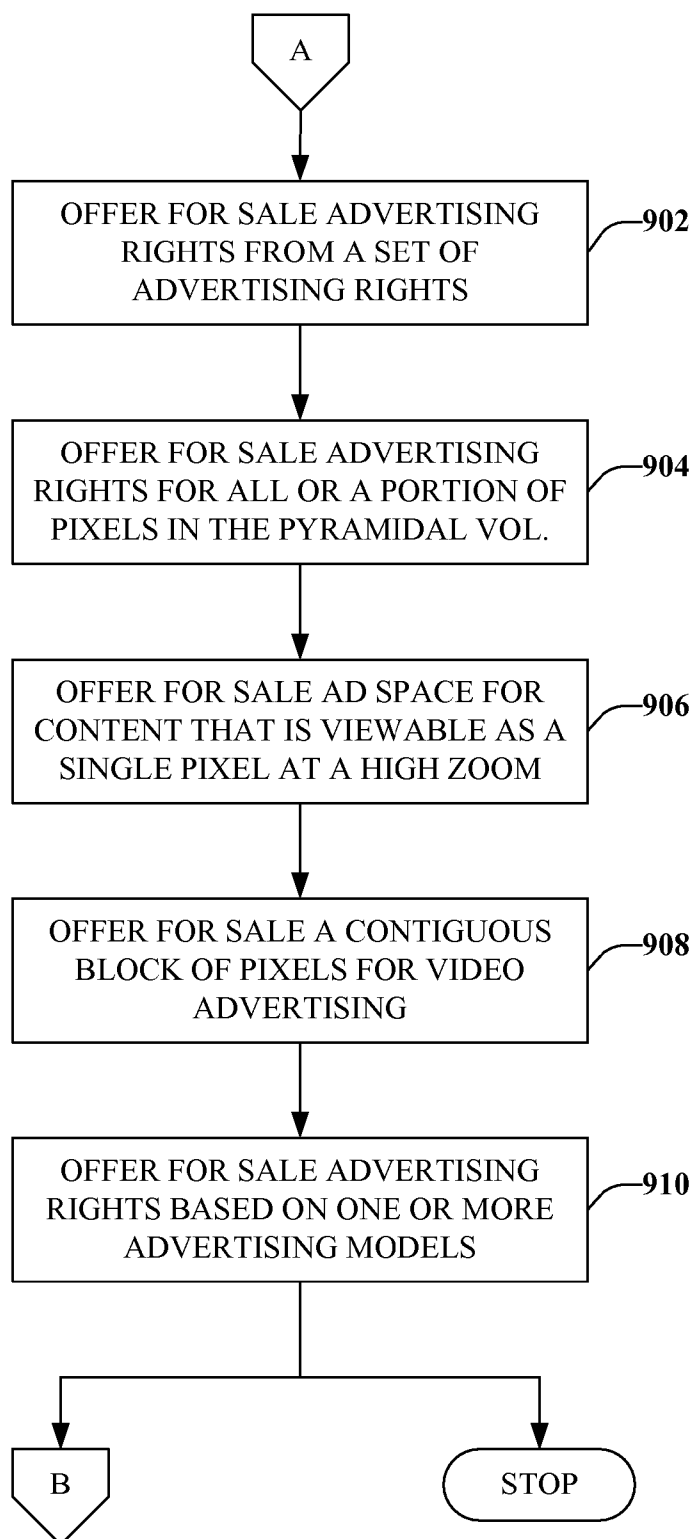 A
OFFER FOR SALE ADVERTISING
RIGHTS FROM A SET OF
ADVERTISING RIGHTS
902
OFFER FOR SALE ADVERTISING
RIGHTS FOR ALL OR A PORTION OF
PIXELS IN THE PYRAMIDAL VOL.
904
OFFER FOR SALE AD SPACE FOR
CONTENT THAT IS VIEWABLE AS A
SINGLE PIXEL AT A HIGH ZOOM
906
OFFER FOR SALE A CONTIGUOUS
BLOCK OF PIXELS FOR VIDEO
ADVERTISING
908
OFFER FOR SALE ADVERTISING
RIGHTS BASED ON ONE OR MORE
ADVERTISING MODELS
910
B
STOP